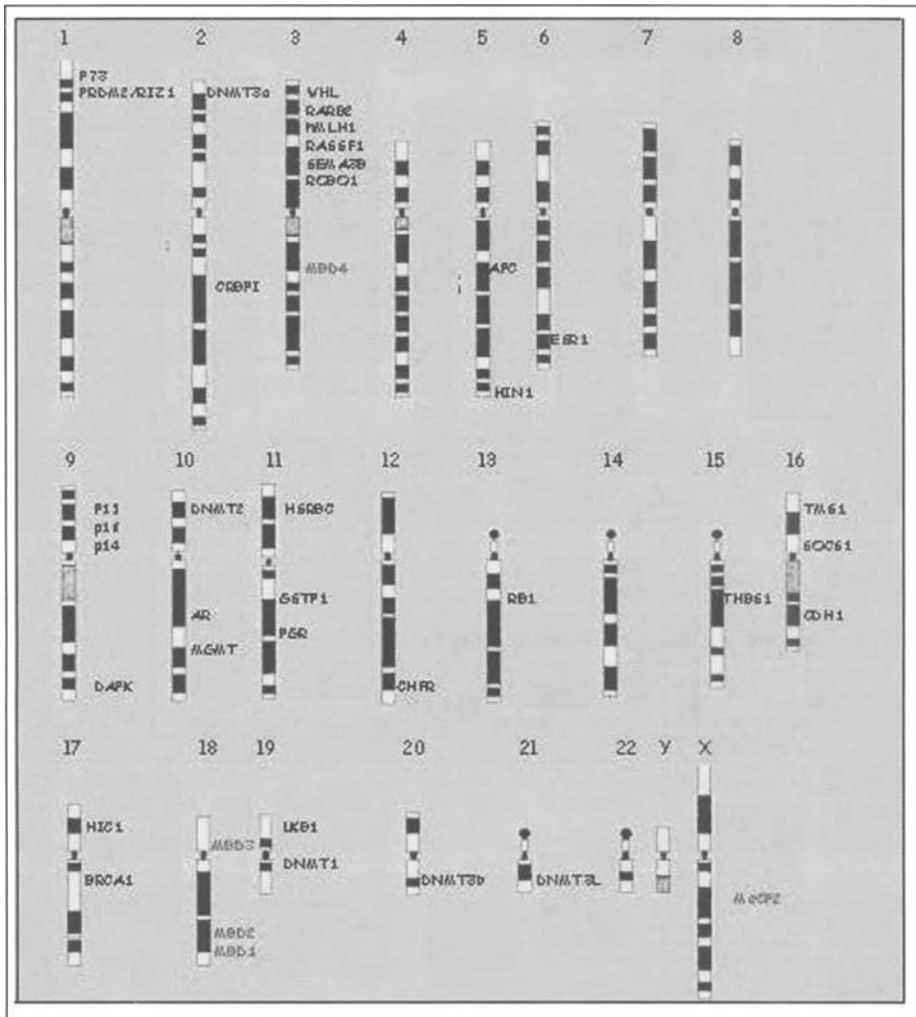 1 2 3 4 5 6 7 8
P73
PRDM2/RIZ1
DNMT3a
CRBPI
VHL
RARB2
hMLH1
RASSF1
SEMA3B
MBD4
APC
HIN1
ESR1
9 10 11 12 13 14 15 16
p16
p14
DAPK
DNMT2
AR
MGMT
GSTP1
PGR
CHFR
RB1
THBS1
TMS1
SOCS1
CDH1
17 18 19 20 21 22 Y X
HIC1
BRCA1
MBD3
MBD2
MBD1
LKB1
DNMT1
DNMT3b
DNMT3L
MeCP2